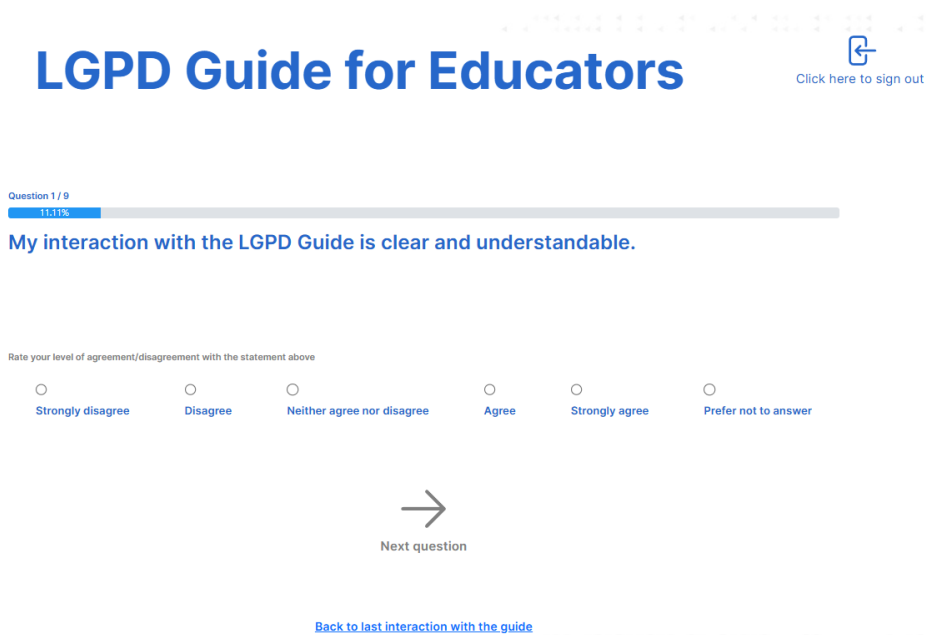 LGPD Guide for Educators
Click here to sign out
Question 1 / 9
11.11%
My interaction with the LGPD Guide is clear and understandable.
Rate your level of agreement/disagreement with the statement above
Strongly disagree Disagree Neither agree nor disagree Agree Strongly agree Prefer not to answer
Next question
Back to last interaction with the guide